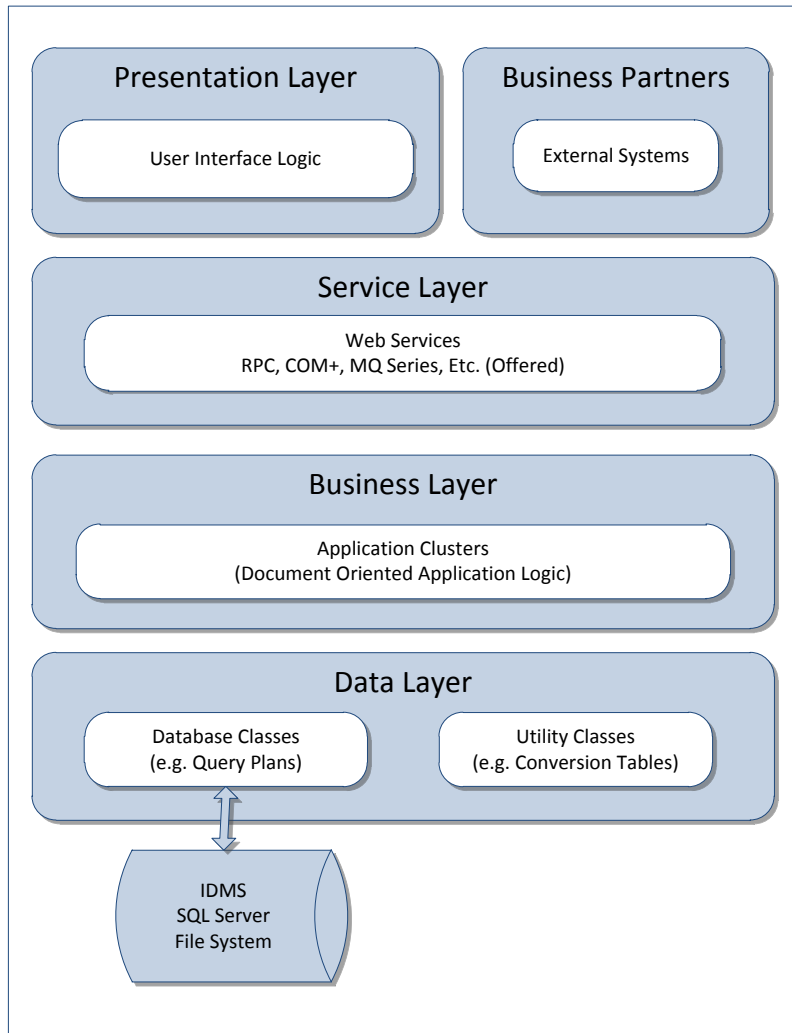 Presentation Layer
User Interface Logic
Business Partners
External Systems
Service Layer
Web Services
RPC, COM+, MQ Series, Etc. (Offered)
Business Layer
Application Clusters
(Document Oriented Application Logic)
Data Layer
Database Classes
(e.g. Query Plans)
Utility Classes
(e.g. Conversion Tables)
IDMS
SQL Server
File System